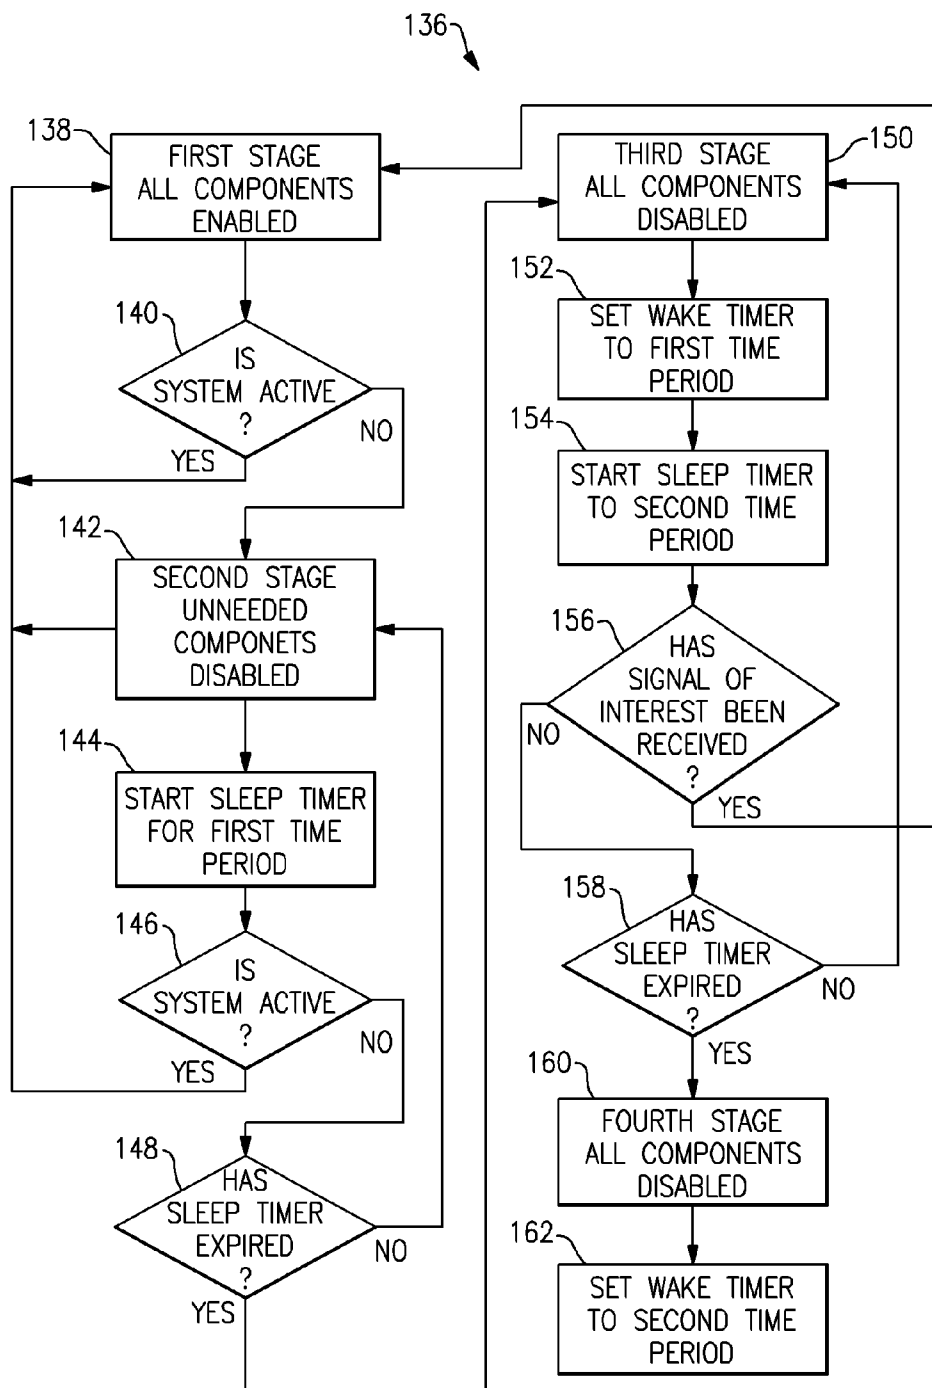 136
138
FIRST STAGE
ALL COMPONENTS
ENABLED
140
IS
SYSTEM ACTIVE
?
NO
YES
142
SECOND STAGE
UNNEEDED
COMPONETS
DISABLED
144
START SLEEP TIMER
FOR FIRST TIME
PERIOD
146
IS
SYSTEM ACTIVE
?
NO
YES
148
HAS
SLEEP TIMER
EXPIRED
?
NO
YES
150
THIRD STAGE
ALL COMPONENTS
DISABLED
152
SET WAKE TIMER
TO FIRST TIME
PERIOD
154
START SLEEP TIMER
TO SECOND TIME
PERIOD
156
HAS
SIGNAL OF
INTEREST BEEN
RECEIVED
?
NO
YES
158
HAS
SLEEP TIMER
EXPIRED
?
NO
YES
160
FOURTH STAGE
ALL COMPONENTS
DISABLED
162
SET WAKE TIMER
TO SECOND TIME
PERIOD